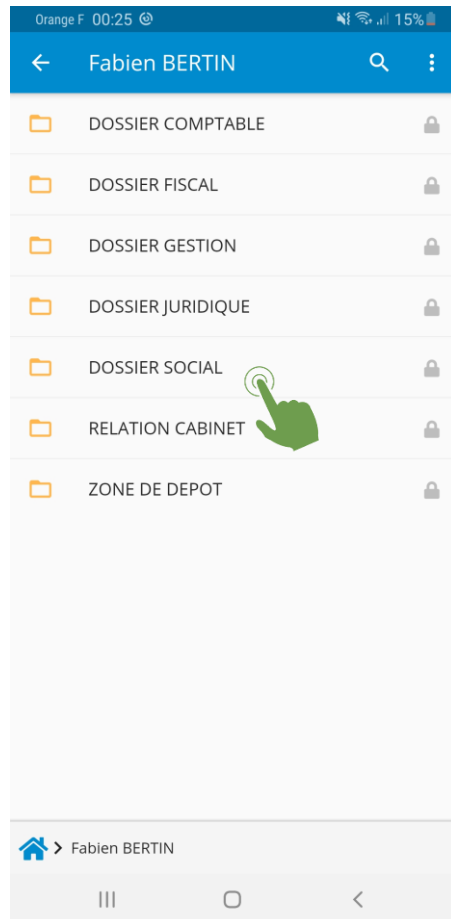 Orange F 00:25 15%
Fabien BERTIN
DOSSIER COMPTABLE
DOSSIER FISCAL
DOSSIER GESTION
DOSSIER JURIDIQUE
DOSSIER SOCIAL
RELATION CABINET
ZONE DE DEPOT
Fabien BERTIN